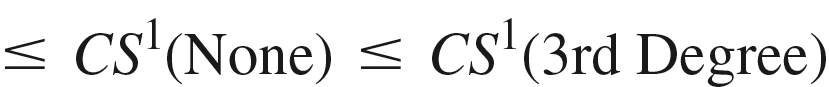 ≤ CS¹(None) ≤ CS¹(3rd Degree)